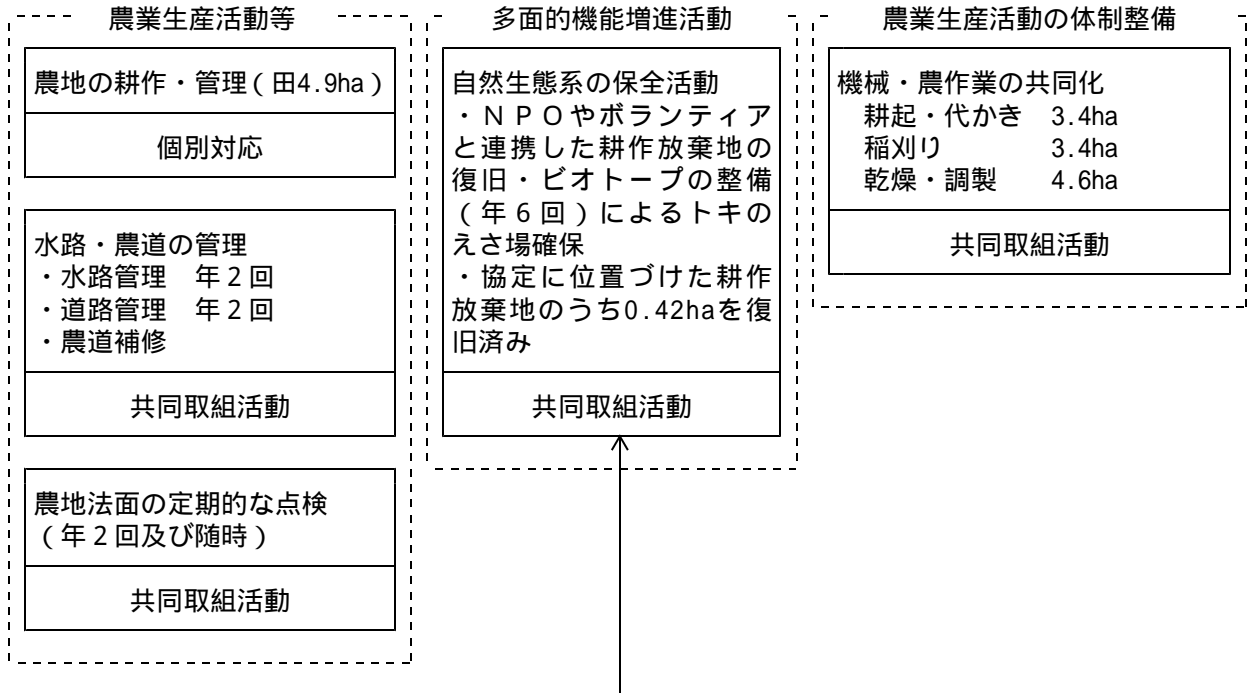 農業生産活動等
農地の耕作・管理(田4.9ha)
個別対応
水路・農道の管理
・水路管理　年2回
・道路管理　年2回
・農道補修
共同取組活動
農地法面の定期的な点検
(年2回及び随時)
共同取組活動
多面的機能増進活動
自然生態系の保全活動
・NPOやボランティア
と連携した耕作放棄地の
復旧・ビオトープの整備
(年6回)によるトキの
えさ場確保
・協定に位置づけた耕作
放棄地のうち0.42haを復
旧済み
共同取組活動
農業生産活動の体制整備
機械・農作業の共同化
耕起・代かき　3.4ha
稲刈り　3.4ha
乾燥・調製　4.6ha
共同取組活動